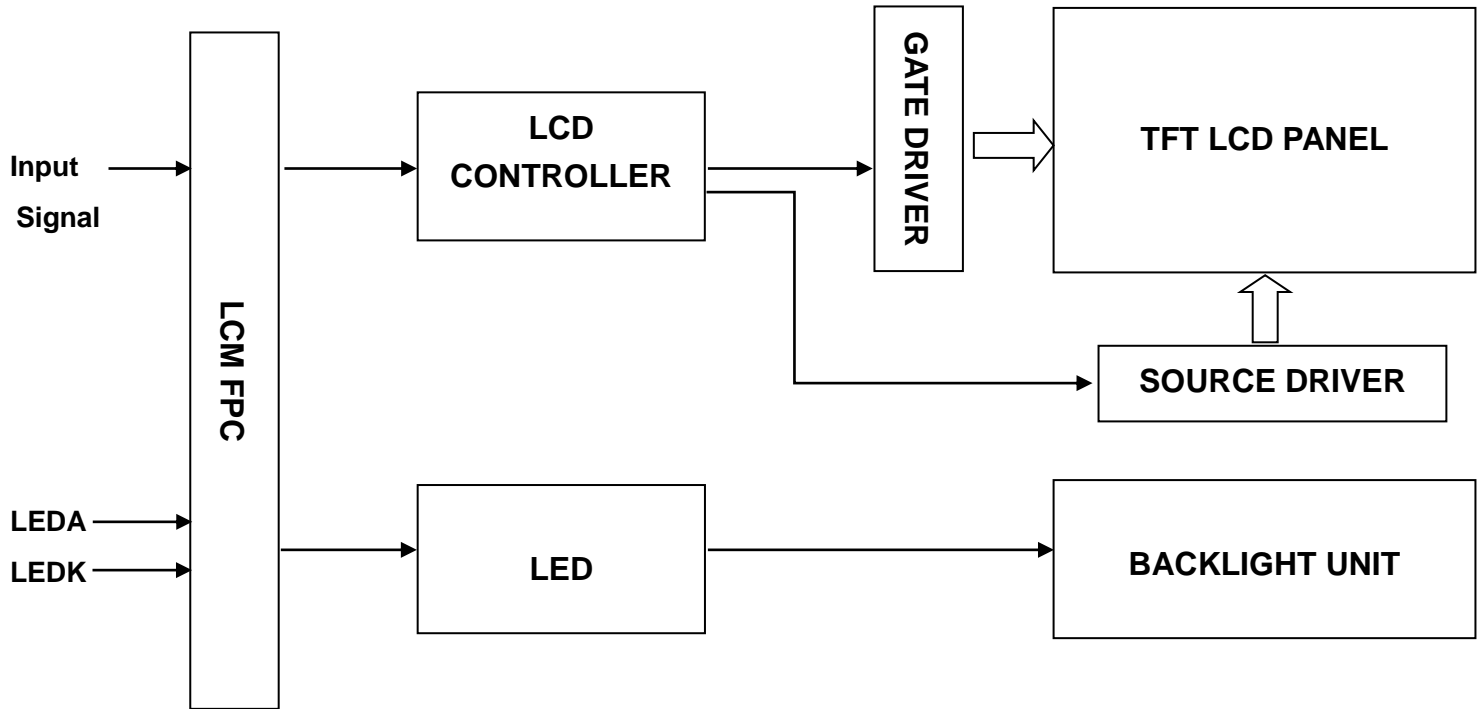 Input
Signal
LEDA
LEDK
LCM FPC
LCD
CONTROLLER
GATE DRIVER
TFT LCD PANEL
SOURCE DRIVER
LED
BACKLIGHT UNIT